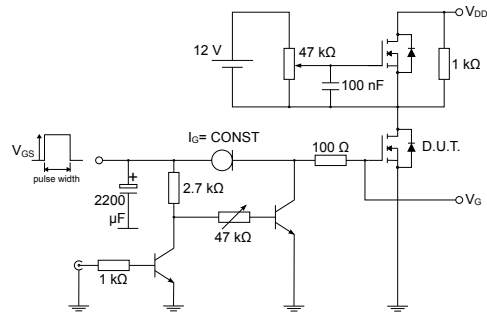 V_DD
12 V
47 kΩ
1 kΩ
100 nF
I_G= CONST
100 Ω
D.U.T.
V_GS
pulse width
+
2.7 kΩ
2200
μF
47 kΩ
V_G
1 kΩ